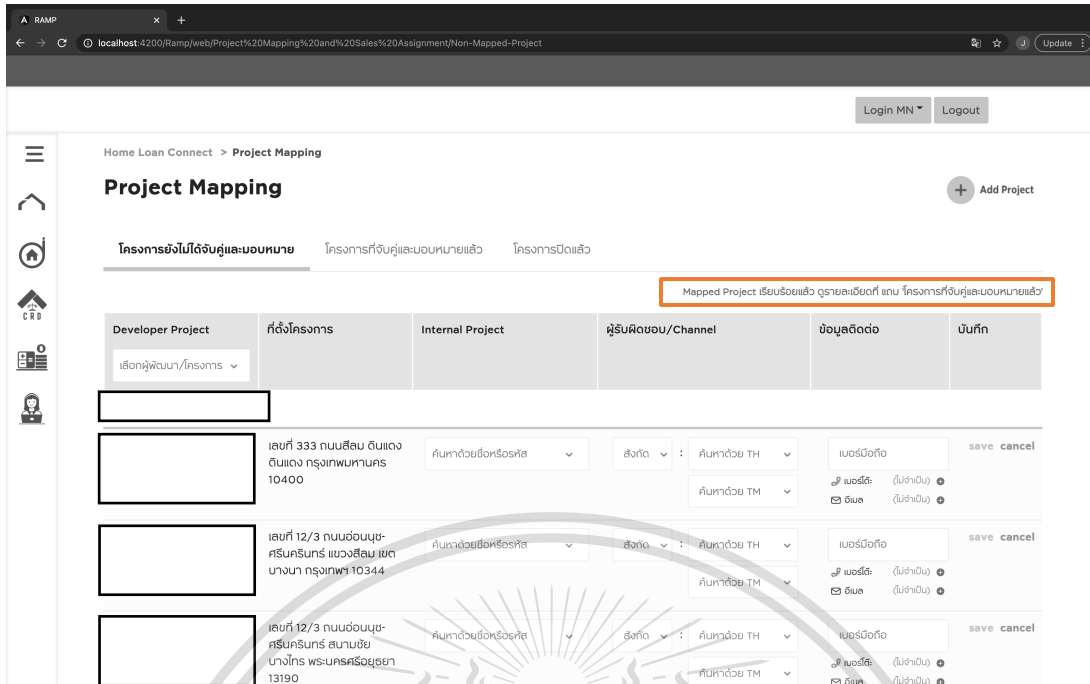 RAMP
localhost:4200/Ramp/web/Project%20Mapping%20and%20Sales%20Assignment/Non-Mapped-Project
J Update
Login MN Logout
Home Loan Connect > Project Mapping
Project Mapping
Add Project
โครงการยังไม่ได้จับคู่และมอบหมาย โครงการที่จับคู่และมอบหมายแล้ว โครงการปิดแล้ว
Mapped Project เรียบร้อยแล้ว ดูรายละเอียดที่ แถบ 'โครงการที่จับคู่และมอบหมายแล้ว'
Developer Project ที่ตั้งโครงการ Internal Project ผู้รับผิดชอบ/Channel ข้อมูลติดต่อ บันทึก
เลือกผู้พัฒนา/โครงการ
CRD
เลขที่ 333 ถนนสีลม ดินแดง
ดินแดง กรุงเทพมหานคร
10400
ค้นหาด้วยชื่อหรือรหัส สังกัด : ค้นหาด้วย TH เบอร์มือถือ save cancel
ค้นหาด้วย TM
เบอร์โต๊ะ (ไม่จำเป็น)
อีเมล (ไม่จำเป็น)
เลขที่ 12/3 ถนนอ่อนนุช-
ศรีนครินทร์ แขวงสีลม เขต
บางนา กรุงเทพฯ 10344
ค้นหาด้วยชื่อหรือรหัส สังกัด : ค้นหาด้วย TH เบอร์มือถือ save cancel
ค้นหาด้วย TM
เบอร์โต๊ะ (ไม่จำเป็น)
อีเมล (ไม่จำเป็น)
เลขที่ 12/3 ถนนอ่อนนุช-
ศรีนครินทร์ สนามชัย
บางไทร พระนครศรีอยุธยา
13190
ค้นหาด้วยชื่อหรือรหัส สังกัด : ค้นหาด้วย TH เบอร์มือถือ save cancel
ค้นหาด้วย TM
เบอร์โต๊ะ (ไม่จำเป็น)
อีเมล (ไม่จำเป็น)